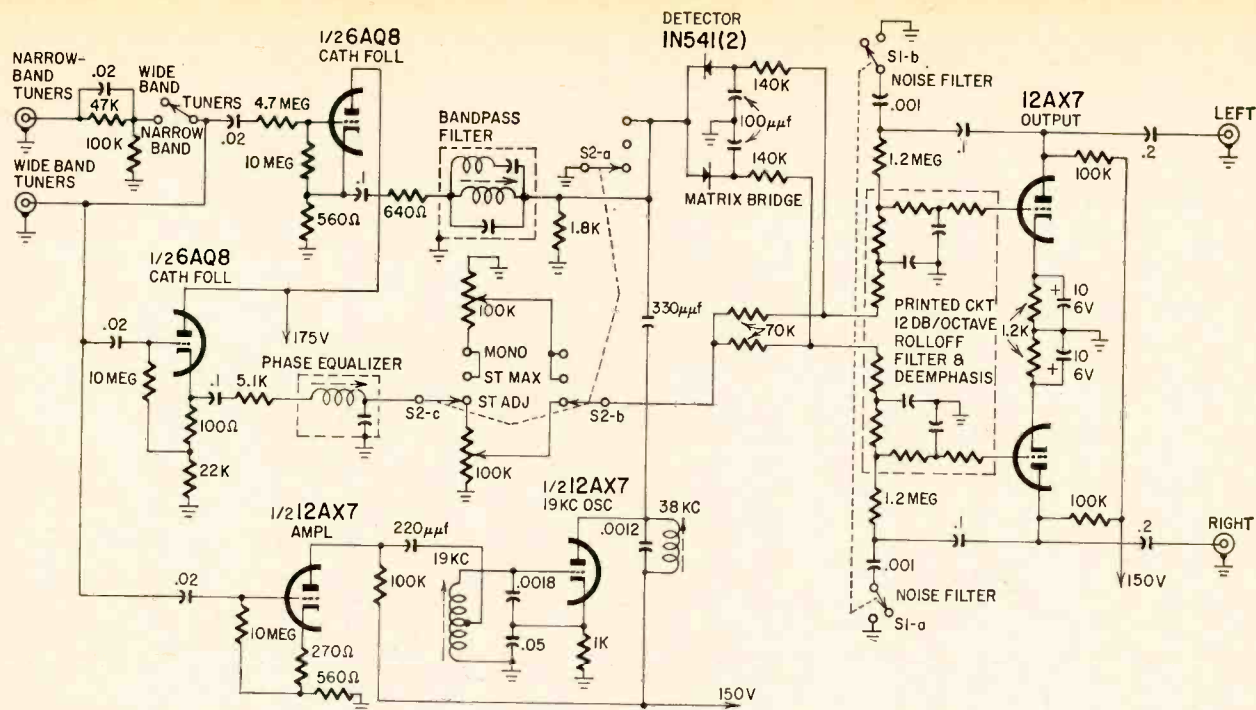 NARROW-
BAND
TUNERS
.02
47K
100K
WIDE
BAND
TUNERS
NARROW
BAND
WIDE BAND
TUNERS
.02
4.7 MEG
10 MEG
1/2 6AQ8
CATH FOLL
.1
560Ω
640Ω
BANDPASS
FILTER
1.8K
S2-a
DETECTOR
1N541(2)
140K
100μμf
140K
MATRIX BRIDGE
S1-b
NOISE FILTER
.001
1.2 MEG
.1
12AX7
OUTPUT
.2
LEFT
100K
1/2 6AQ8
CATH FOLL
.02
10 MEG
175V
.1
5.1K
100Ω
22K
PHASE EQUALIZER
100K
MONO
ST MAX
ST ADJ
S2-c
S2-b
100K
330μμf
70K
PRINTED CKT
12 DB/OCTAVE
ROLLOFF
FILTER &
DEEMPHASIS
1.2K
+
10
6V
10
+
6V
1.2 MEG
.1
100K
.2
RIGHT
.001
150V
NOISE FILTER
S1-a
1/2 12AX7
AMPL
.02
10 MEG
270Ω
560Ω
220μμf
100K
19KC
.0018
.05
1/2 12AX7
19KC OSC
1K
.0012
38KC
150V